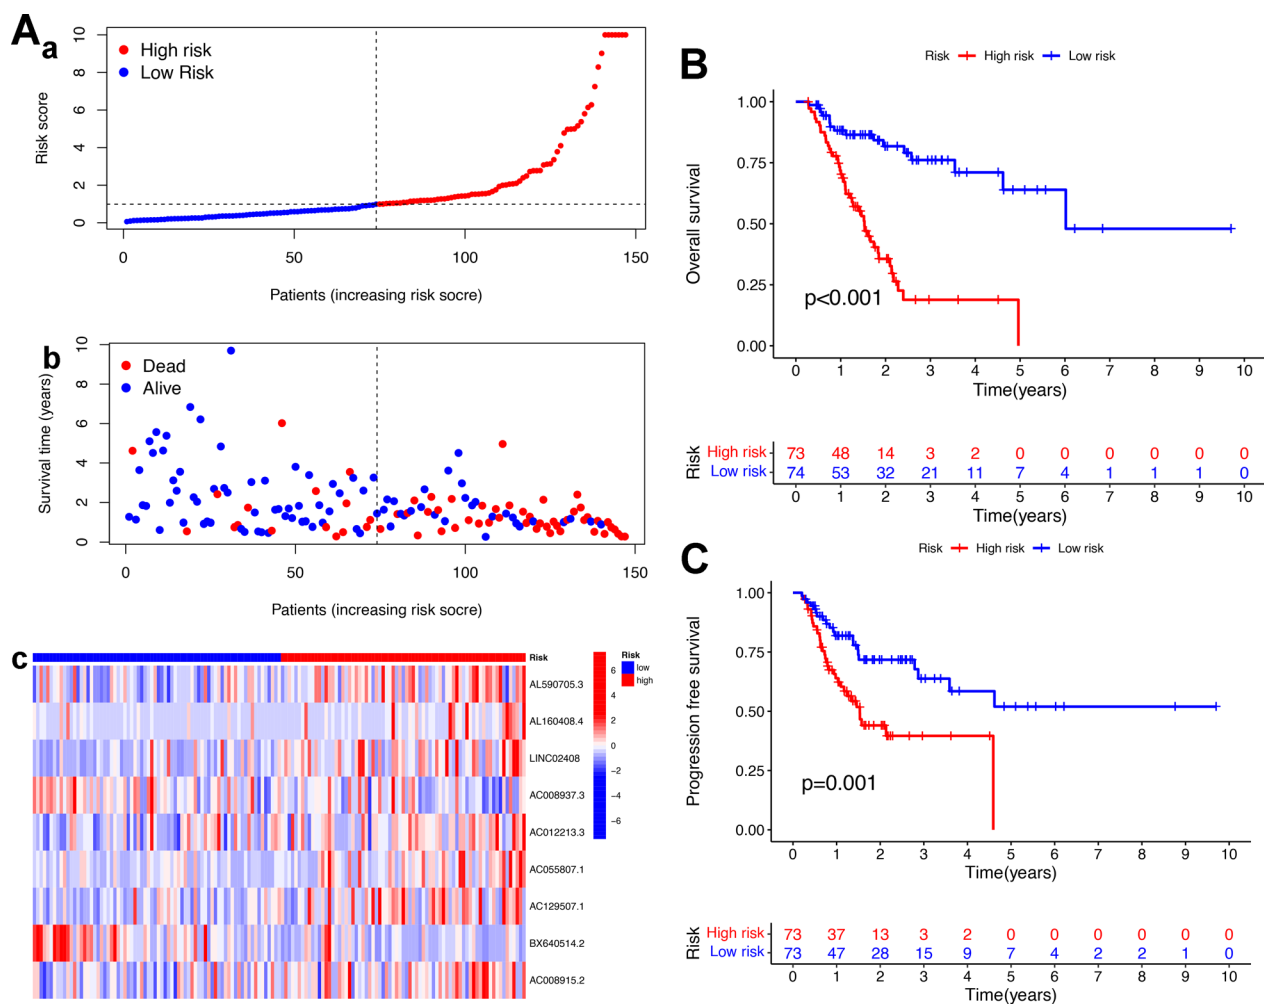 A
a
High risk
Low Risk
Risk score
0 2 4 6 8 10
0 50 100 150
Patients (increasing risk socre)
b
Dead
Alive
Survival time (years)
0 2 4 6 8 10
0 50 100 150
Patients (increasing risk socre)
c
Risk
AL590705.3
AL160408.4
LINC02408
AC008937.3
AC012213.3
AC055807.1
AC129507.1
BX640514.2
AC008915.2
6
4
2
0
−2
−4
−6
Risk
low
high
B
Risk High risk Low risk
Overall survival
1.00
0.75
0.50
0.25
0.00
p<0.001
0 1 2 3 4 5 6 7 8 9 10
Time(years)
Risk
High risk 73 48 14 3 2 0 0 0 0 0 0
Low risk 74 53 32 21 11 7 4 1 1 1 0
0 1 2 3 4 5 6 7 8 9 10
Time(years)
C
Risk High risk Low risk
Progression free survival
1.00
0.75
0.50
0.25
0.00
p=0.001
0 1 2 3 4 5 6 7 8 9 10
Time(years)
Risk
High risk 73 37 13 3 2 0 0 0 0 0 0
Low risk 73 47 28 15 9 7 4 2 2 1 0
0 1 2 3 4 5 6 7 8 9 10
Time(years)